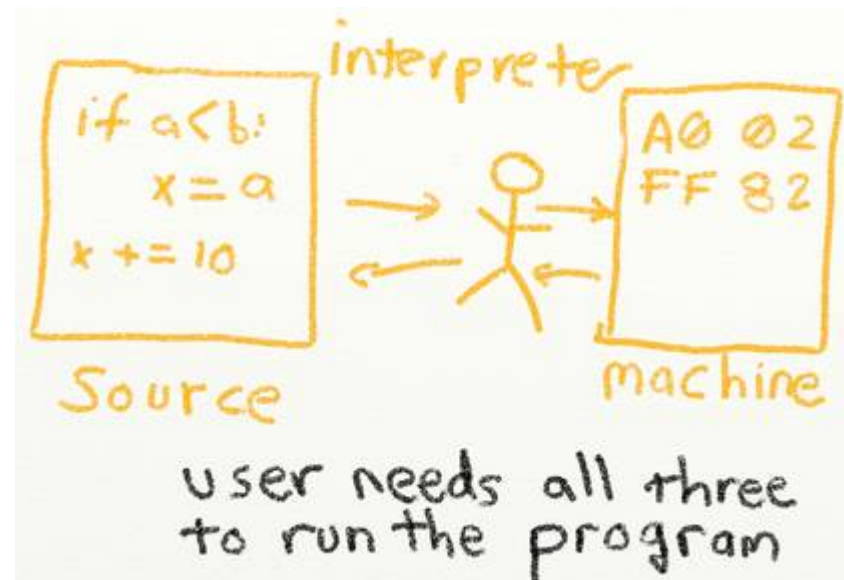 interpreter
if a<b:
x = a
x += 10
A0 02
FF 82
Source
machine
user needs all three
to run the program